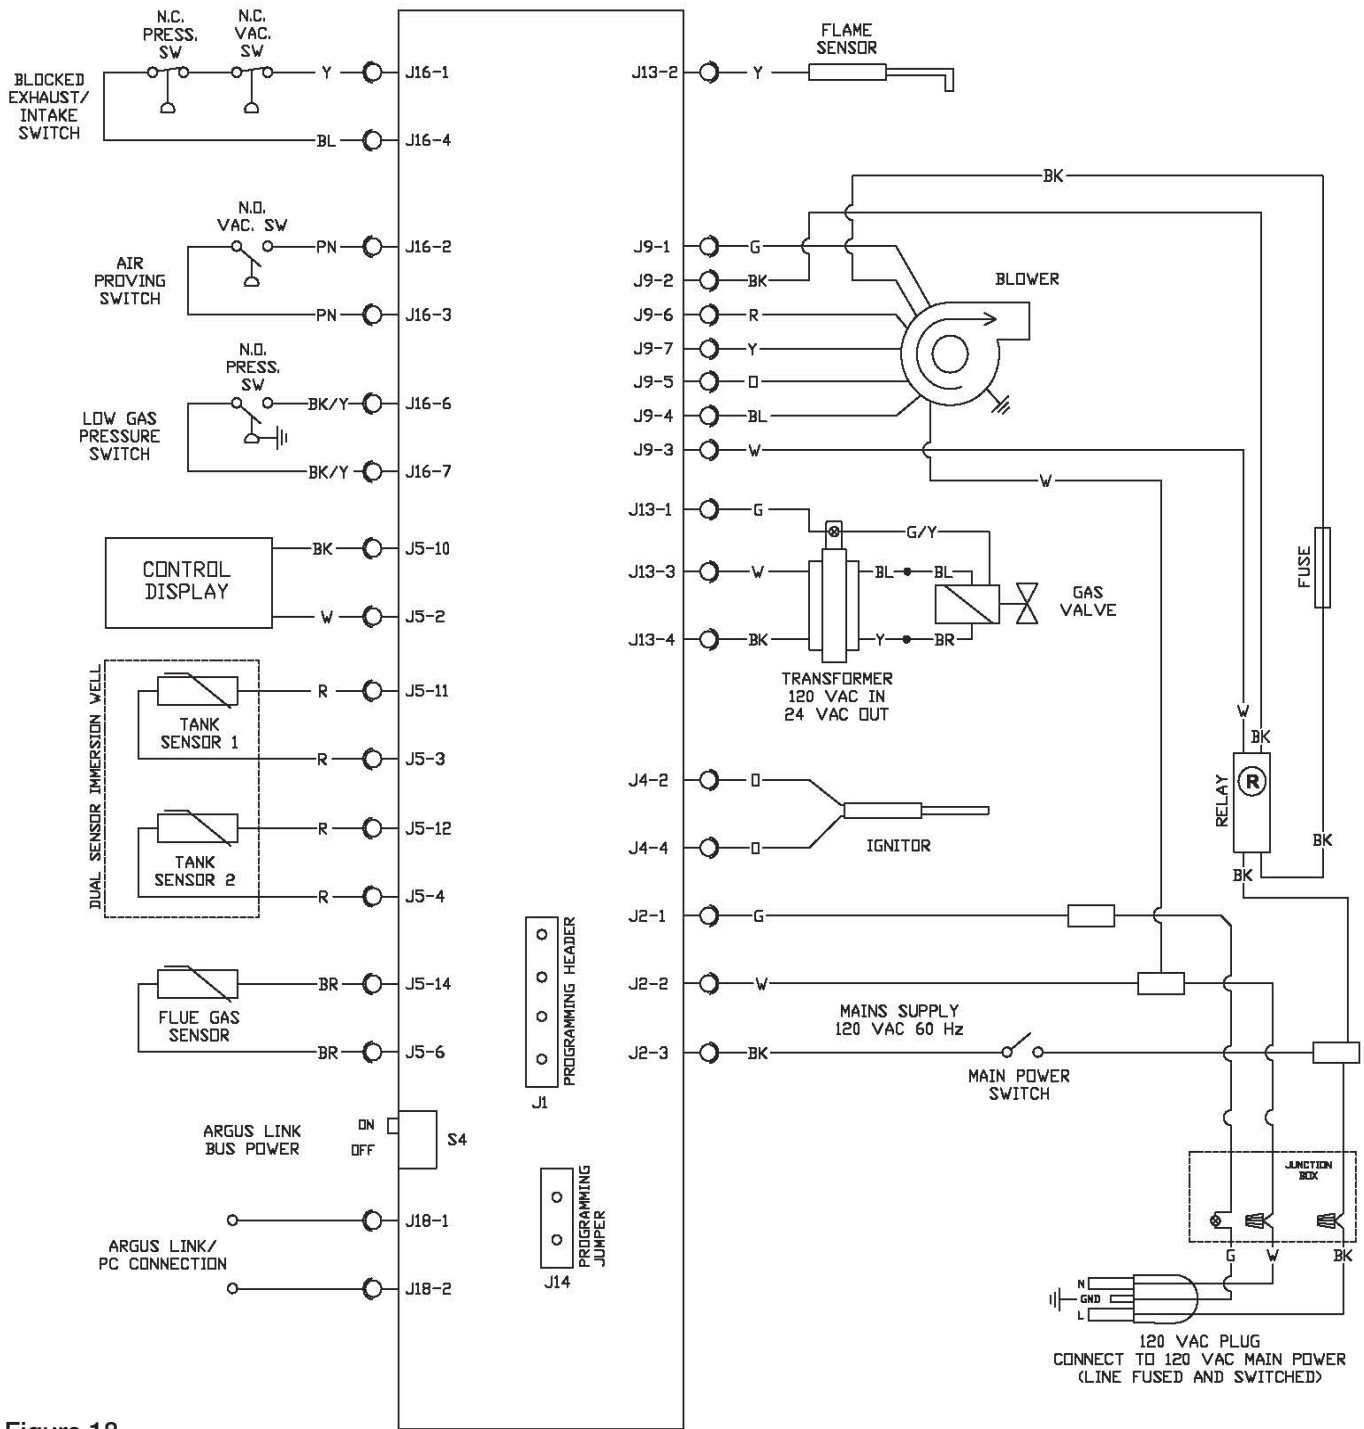 N.C.
PRESS.
SW
N.C.
VAC.
SW
BLOCKED
EXHAUST/
INTAKE
SWITCH
Y
J16-1
BL
J16-4
N.O.
VAC. SW
AIR
PROVING
SWITCH
PN
J16-2
PN
J16-3
N.O.
PRESS.
SW
LOW GAS
PRESSURE
SWITCH
BK/Y
J16-6
BK/Y
J16-7
CONTROL
DISPLAY
BK
J5-10
W
J5-2
DUAL SENSOR IMMERSION WELL
TANK
SENSOR 1
R
J5-11
R
J5-3
TANK
SENSOR 2
R
J5-12
R
J5-4
FLUE GAS
SENSOR
BR
J5-14
BR
J5-6
ARGUS LINK
BUS POWER
ON
OFF
S4
ARGUS LINK/
PC CONNECTION
J18-1
J18-2
PROGRAMMING HEADER
J1
PROGRAMMING
JUMPER
J14
FLAME
SENSOR
J13-2
Y
BK
J9-1
G
J9-2
BK
J9-6
R
J9-7
Y
J9-5
O
J9-4
BL
J9-3
W
BLOWER
W
J13-1
G
G/Y
J13-3
W
BL
BL
J13-4
BK
Y
BR
GAS
VALVE
TRANSFORMER
120 VAC IN
24 VAC OUT
FUSE
W
BK
RELAY
R
BK
BK
J4-2
O
J4-4
O
IGNITOR
J2-1
G
J2-2
W
MAINS SUPPLY
120 VAC 60 Hz
J2-3
BK
MAIN POWER
SWITCH
JUNCTION
BOX
G
W
BK
N
GND
L
120 VAC PLUG
CONNECT TO 120 VAC MAIN POWER
(LINE FUSED AND SWITCHED)
Figure 18